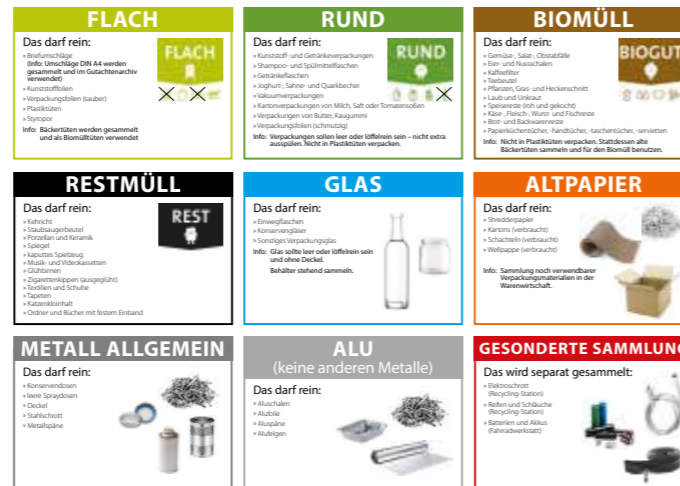 FLACH
Das darf rein:
» Briefumschläge
(Info: Umschläge DIN A4 werden
gesammelt und im Gutachtenarchiv
verwendet)
» Kunststofffolien
» Verpackungsfolien (sauber)
» Plastiktüten
» Styropor
Info: Bäckertüten werden gesammelt
und als Biomülltüten verwendet
FLACH
RUND
Das darf rein:
» Kunststoff- und Getränkeverpackungen
» Shampoo- und Spülmittelflaschen
» Getränkeflaschen
» Joghurt-, Sahne- und Quarkbecher
» Vakuumverpackungen
» Kartonverpackungen von Milch, Saft oder Tomatensoßen
» Verpackungen von Butter, Kaugummi
» Verpackungsfolien (schmutzig)
Info: Verpackungen sollen leer oder löffelrein sein – nicht extra
ausspülen. Nicht in Plastiktüten verpacken.
RUND
BIOMÜLL
Das darf rein:
» Gemüse-, Salat-, Obstabfälle
» Eier- und Nussschalen
» Kaffeefilter
» Teebeutel
» Pflanzen, Gras- und Heckenschnitt
» Laub und Unkraut
» Speisereste (roh und gekocht)
» Käse-, Fleisch-, Wurst- und Fischreste
» Brot- und Backwarenreste
» Papierküchentücher, -handtücher, -taschentücher, -servietten
Info: Nicht in Plastiktüten verpacken. Stattdessen alte
Bäckertüten sammeln und für den Biomüll benutzen.
BIOGUT
RESTMÜLL
Das darf rein:
» Kehricht
» Staubsaugerbeutel
» Porzellan und Keramik
» Spiegel
» kaputtes Spielzeug
» Musik- und Videokassetten
» Glühbirnen
» Zigarettenkippen (ausgeglüht)
» Textilien und Schuhe
» Tapeten
» Katzenkloinhalt
» Ordner und Bücher mit festem Einband
REST
GLAS
Das darf rein:
» Einwegflaschen
» Konservengläser
» Sonstiges Verpackungsglas
Info: Glas sollte leer oder löffelrein sein
und ohne Deckel.
Behälter stehend sammeln.
ALTPAPIER
Das darf rein:
» Shredderpapier
» Kartons (verbraucht)
» Schachteln (verbraucht)
» Wellpappe (verbraucht)
Info: Sammlung noch verwendbarer
Verpackungsmaterialien in der
Warenwirtschaft.
METALL ALLGEMEIN
Das darf rein:
» Konservendosen
» leere Spraydosen
» Deckel
» Stahlschrott
» Metallspäne
ALU
(keine anderen Metalle)
Das darf rein:
» Aluschalen
» Alufolie
» Aluspäne
» Alufelgen
GESONDERTE SAMMLUNG
Das wird separat gesammelt:
» Elektroschrott
(Recycling-Station)
» Reifen und Schläuche
(Recycling-Station)
» Batterien und Akkus
(Fahrradwerkstatt)